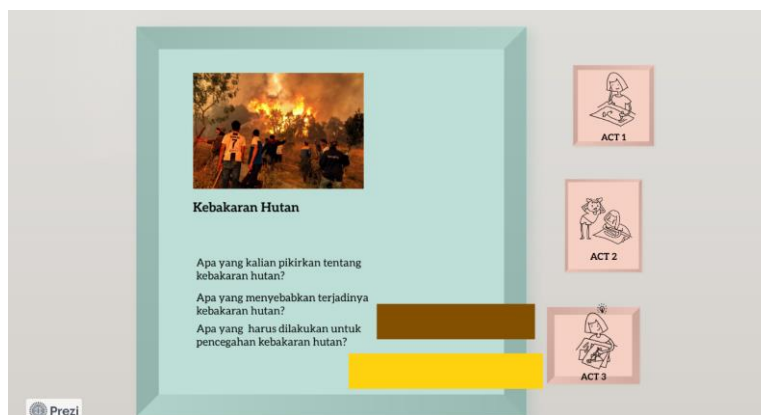 Kebakaran Hutan
Apa yang kalian pikirkan tentang
kebakaran hutan?
Apa yang menyebabkan terjadinya
kebakaran hutan?
Apa yang harus dilakukan untuk
pencegahan kebakaran hutan?
ACT 1
ACT 2
ACT 3
Prezi